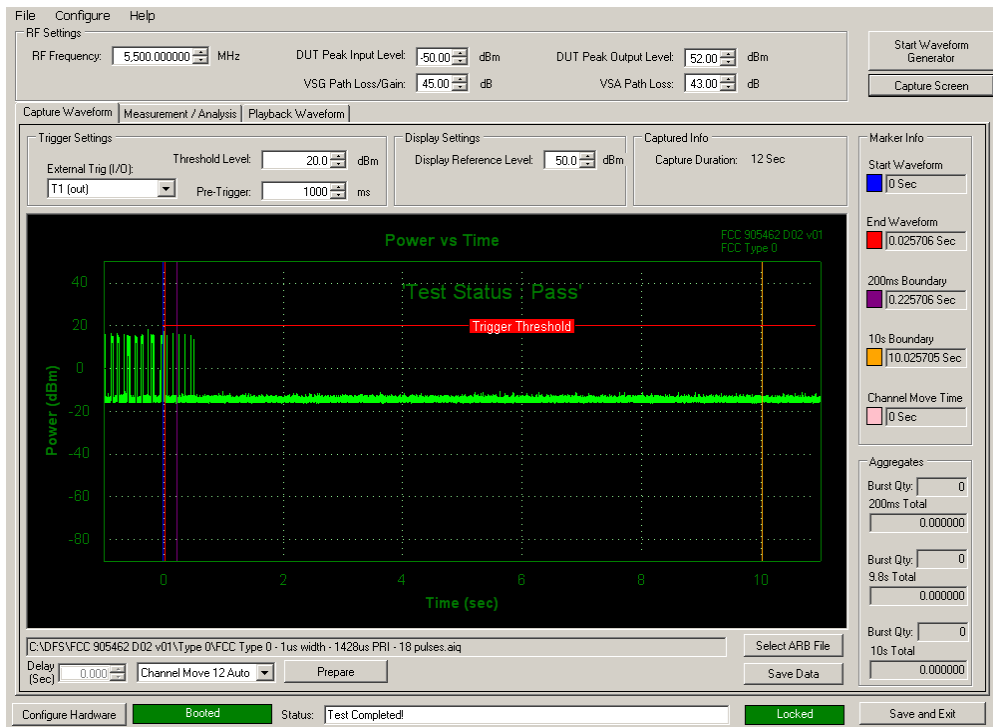 File Configure Help
RF Settings
RF Frequency: 5,500.000000 MHz
DUT Peak Input Level: -50.00 dBm
DUT Peak Output Level: 52.00 dBm
VSG Path Loss/Gain: 45.00 dB
VSA Path Loss: 43.00 dB
Start Waveform Generator
Capture Screen
Capture Waveform Measurement / Analysis Playback Waveform
Trigger Settings
External Trig (I/O):
T1 (out)
Threshold Level: 20.0 dBm
Pre-Trigger: 1000 ms
Display Settings
Display Reference Level: 50.0 dBm
Captured Info
Capture Duration: 12 Sec
Marker Info
Start Waveform
0 Sec
End Waveform
0.025706 Sec
200ms Boundary
0.225706 Sec
10s Boundary
10.025705 Sec
Channel Move Time
0 Sec
Power vs Time
FCC 905462 D02 v01
FCC Type 0
'Test Status : Pass'
Trigger Threshold
Power (dBm)
40
20
0
-20
-40
-60
-80
0 2 4 6 8 10
Time (sec)
Aggregates
Burst Qty: 0
200ms Total
0.000000
Burst Qty: 0
9.8s Total
0.000000
Burst Qty: 0
10s Total
0.000000
C:\DFS\FCC 905462 D02 v01\Type 0\FCC Type 0 - 1us width - 1428us PRI - 18 pulses.aiq
Select ARB File
Delay (Sec) 0.000 Channel Move 12 Auto Prepare
Save Data
Configure Hardware Booted Status: Test Completed! Locked Save and Exit